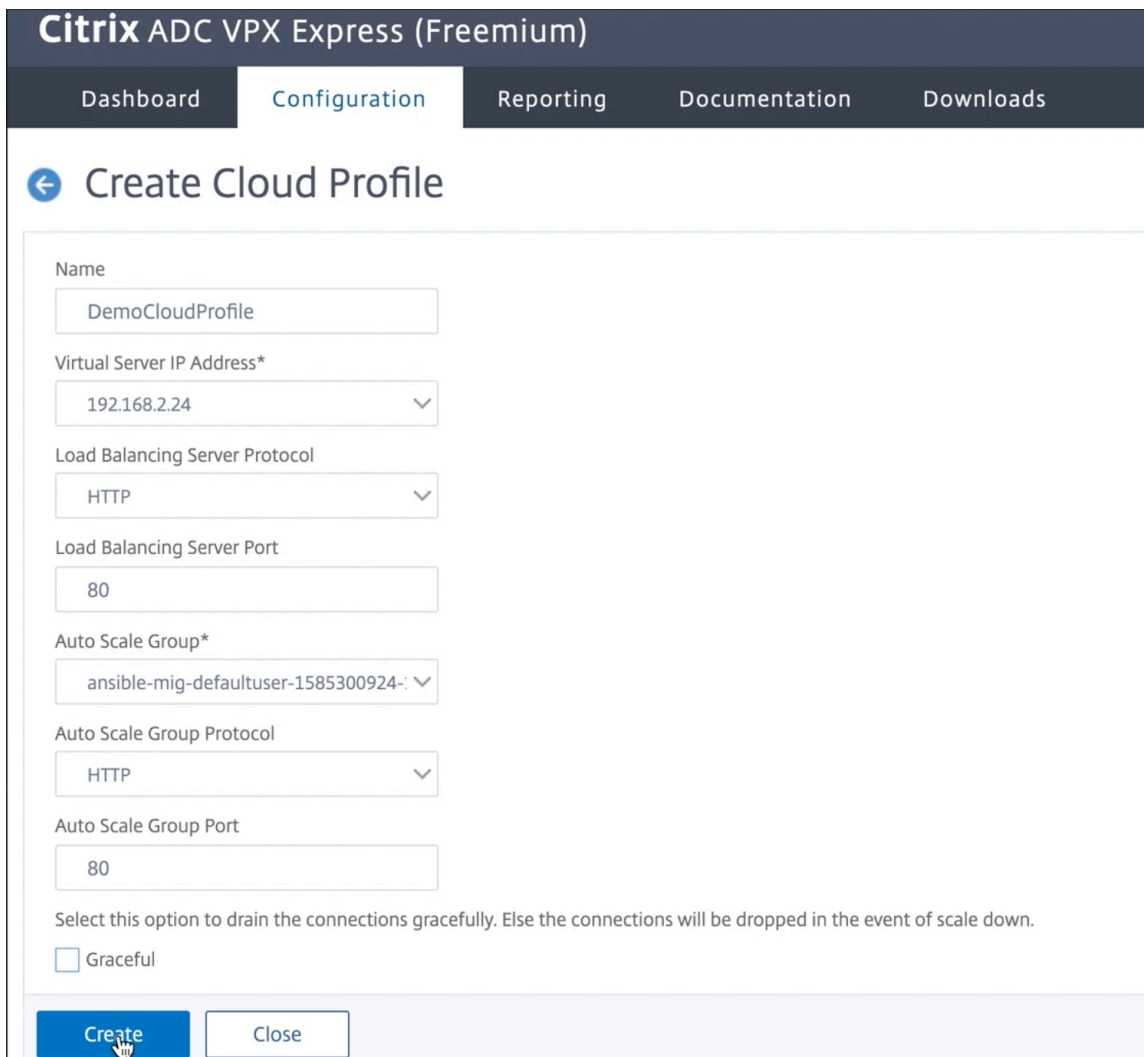 Citrix ADC VPX Express (Freemium)
Dashboard Configuration Reporting Documentation Downloads
Create Cloud Profile
Name
DemoCloudProfile
Virtual Server IP Address*
192.168.2.24
Load Balancing Server Protocol
HTTP
Load Balancing Server Port
80
Auto Scale Group*
ansible-mig-defaultuser-1585300924-
Auto Scale Group Protocol
HTTP
Auto Scale Group Port
80
Select this option to drain the connections gracefully. Else the connections will be dropped in the event of scale down.
Graceful
Create Close